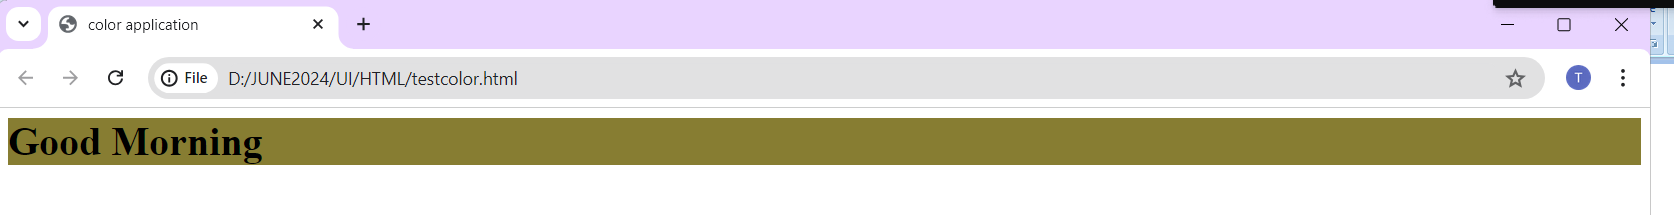 color application
File D:/JUNE2024/UI/HTML/testcolor.html
T
Good Morning